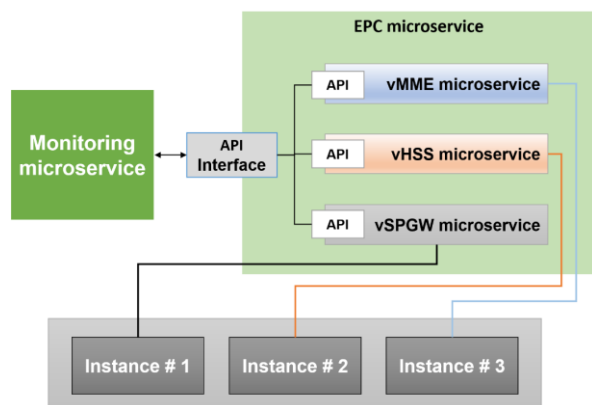 EPC microservice
API
vMME microservice
Monitoring
microservice
API
Interface
API
vHSS microservice
API
vSPGW microservice
Instance # 1
Instance # 2
Instance # 3